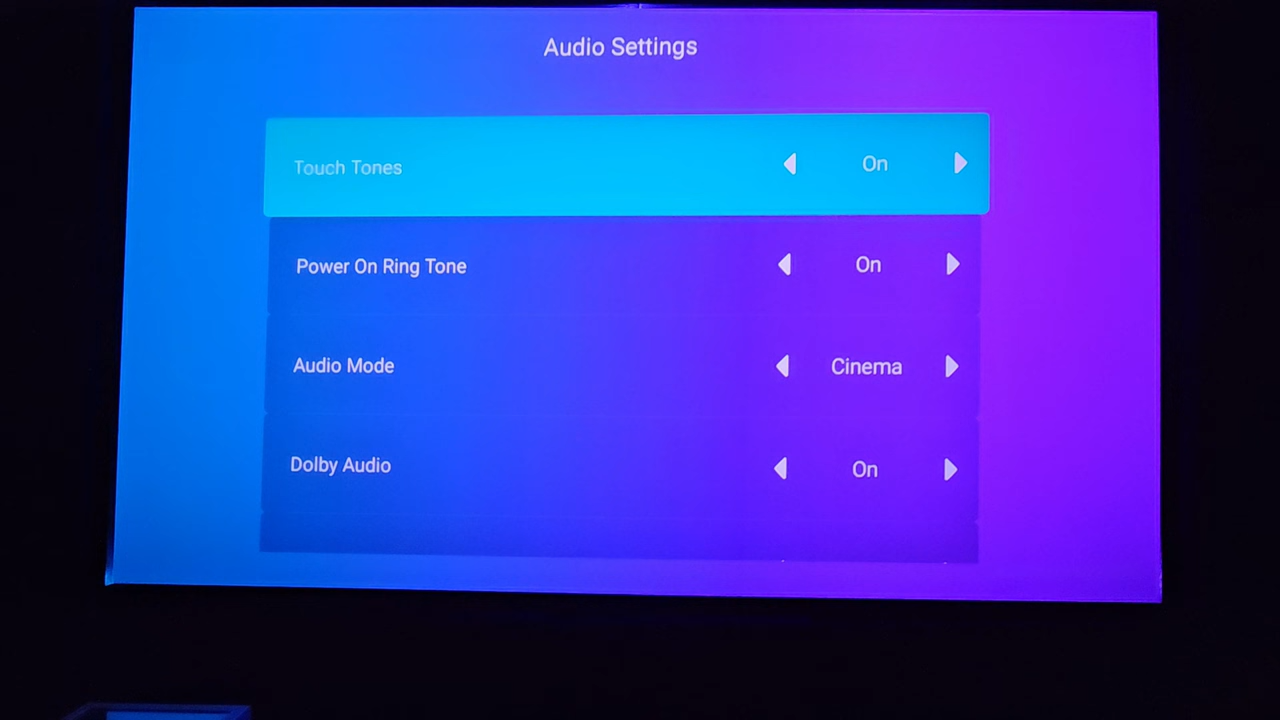 Audio Settings
Touch Tones On
Power On Ring Tone On
Audio Mode Cinema
Dolby Audio On